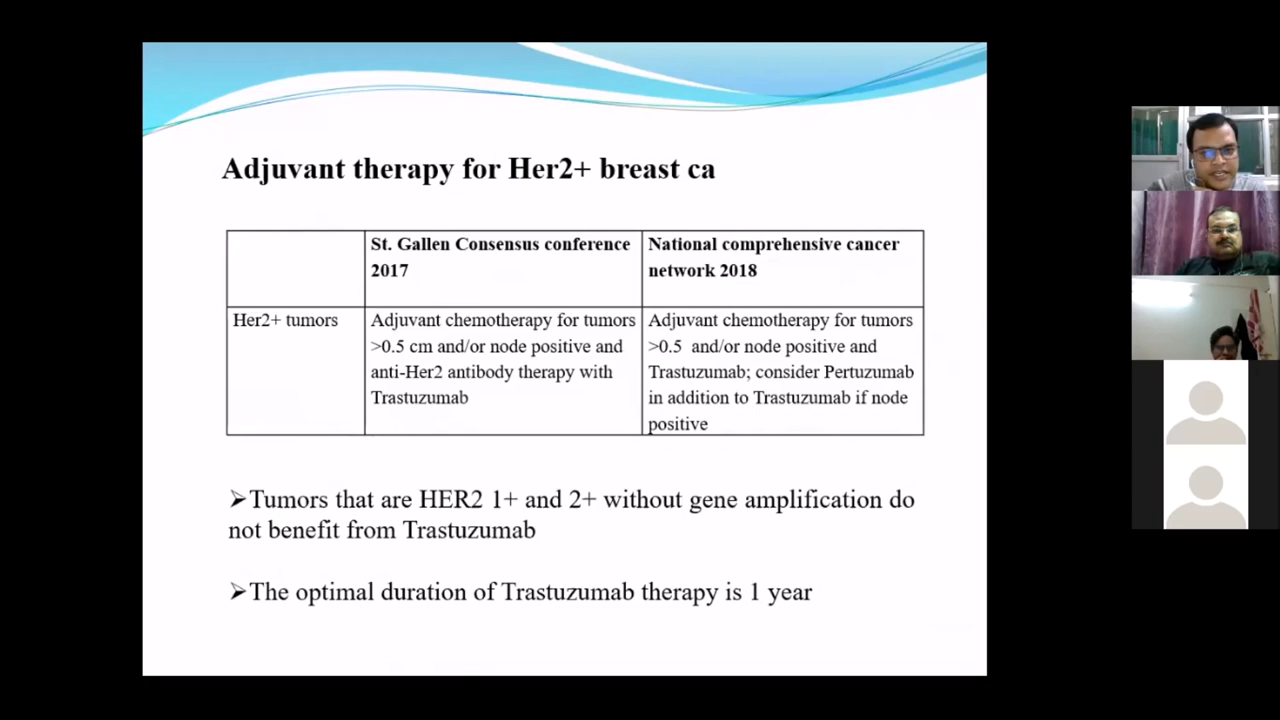 Adjuvant therapy for Her2+ breast ca
St. Gallen Consensus conference
2017
National comprehensive cancer
network 2018
Her2+ tumors
Adjuvant chemotherapy for tumors
>0.5 cm and/or node positive and
anti-Her2 antibody therapy with
Trastuzumab
Adjuvant chemotherapy for tumors
>0.5 and/or node positive and
Trastuzumab; consider Pertuzumab
in addition to Trastuzumab if node
positive
➢Tumors that are HER2 1+ and 2+ without gene amplification do
not benefit from Trastuzumab
➢The optimal duration of Trastuzumab therapy is 1 year